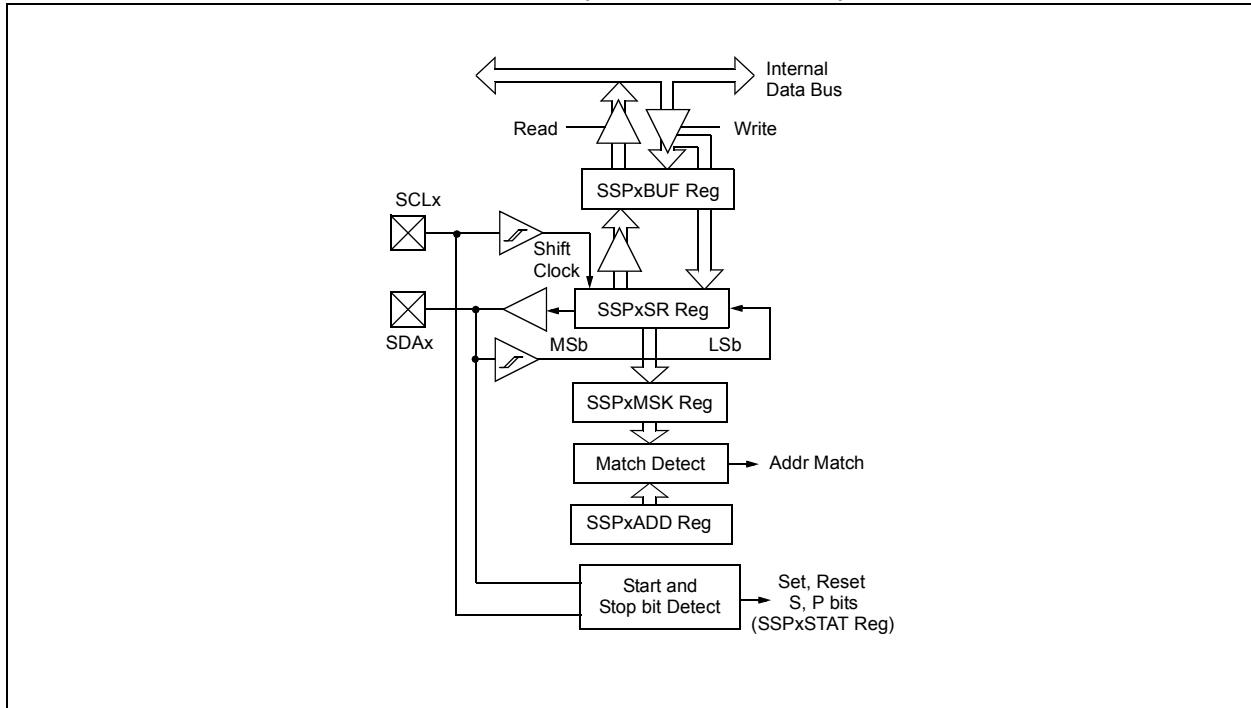 Internal
Data Bus
Read
Write
SSPxBUF Reg
SCLx
Shift
Clock
SSPxSR Reg
SDAx
MSb
LSb
SSPxMSK Reg
Match Detect
Addr Match
SSPxADD Reg
Start and
Stop bit Detect
Set, Reset
S, P bits
(SSPxSTAT Reg)